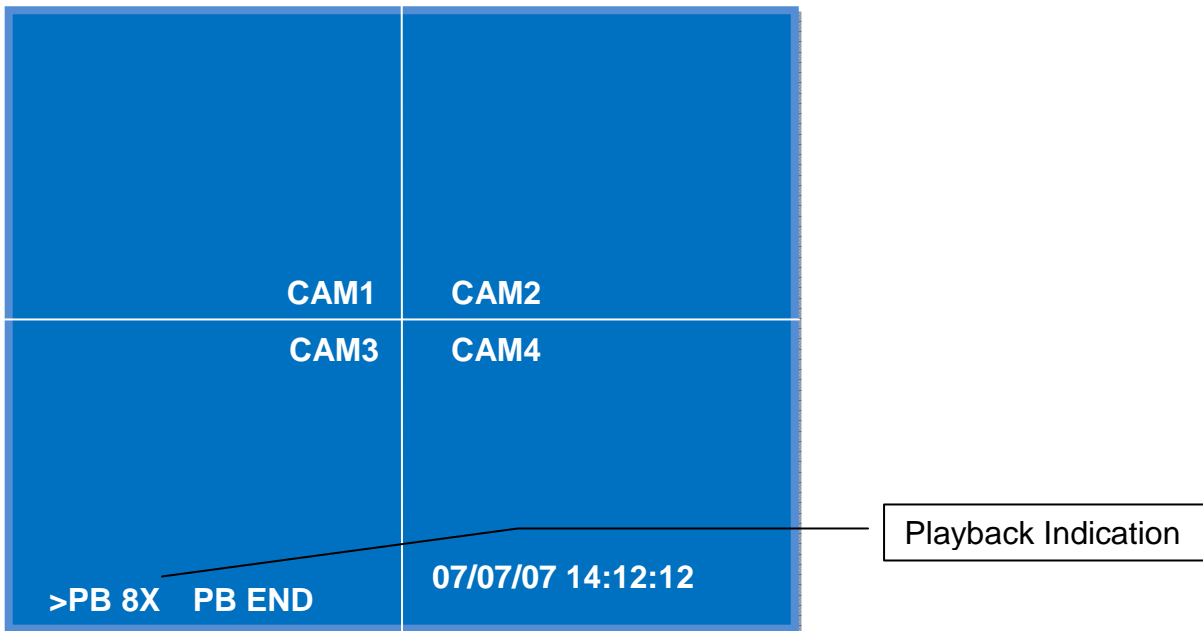 CAM1 CAM2
CAM3 CAM4
Playback Indication
07/07/07 14:12:12
>PB 8X PB END